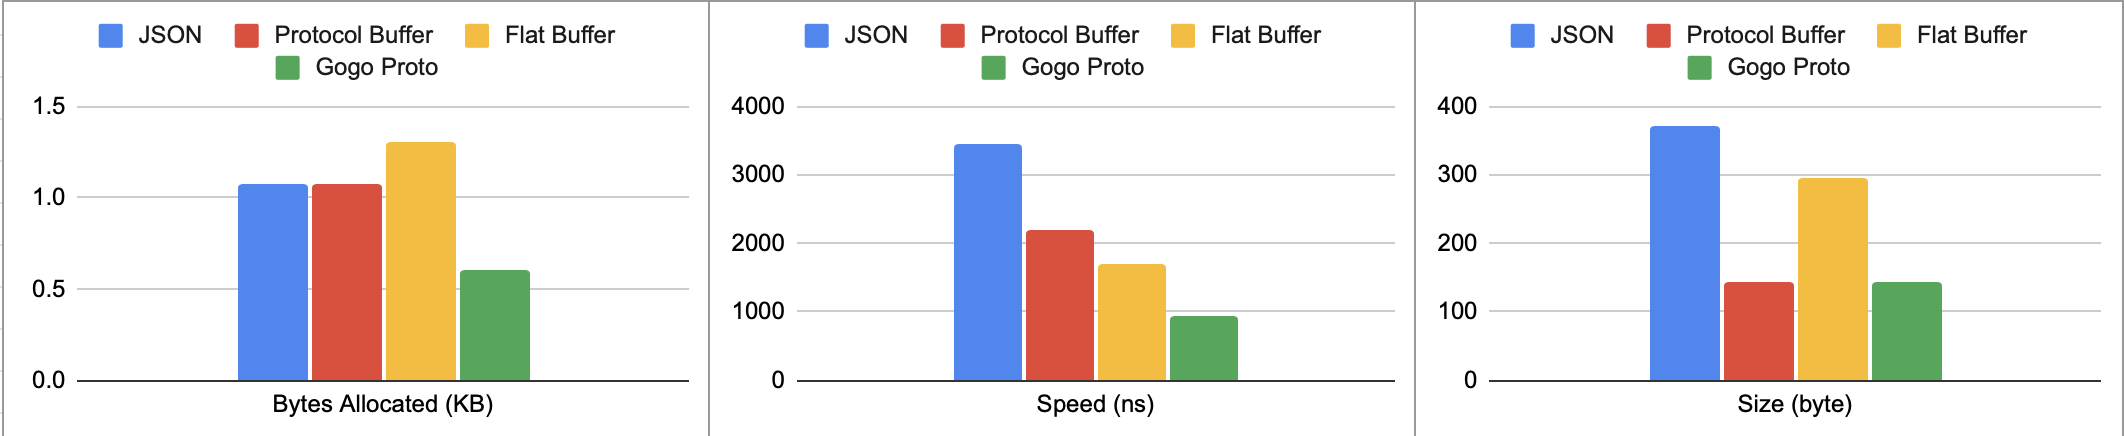 JSON Protocol Buffer Flat Buffer
Gogo Proto
1.5
1.0
0.5
0.0
Bytes Allocated (KB)
JSON Protocol Buffer Flat Buffer
Gogo Proto
4000
3000
2000
1000
0
Speed (ns)
JSON Protocol Buffer Flat Buffer
Gogo Proto
400
300
200
100
0
Size (byte)